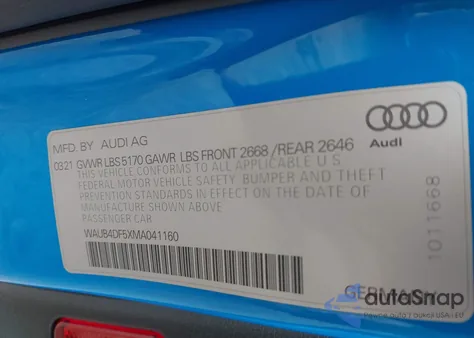 MFD. BY AUDI AG
03.21 GVWR LBS 5170 GAWR LBS FRONT 2668 / REAR 2646
THIS VEHICLE CONFORMS TO ALL APPLICABLE U S
FEDERAL MOTOR VEHICLE SAFETY, BUMPER AND THEFT
PREVENTION STANDARDS IN EFFECT ON THE DATE OF
MANUFACTURE SHOWN ABOVE
PASSENGER CAR
WAUB4DF5XMA041160
Audi
1011668
autoSnap